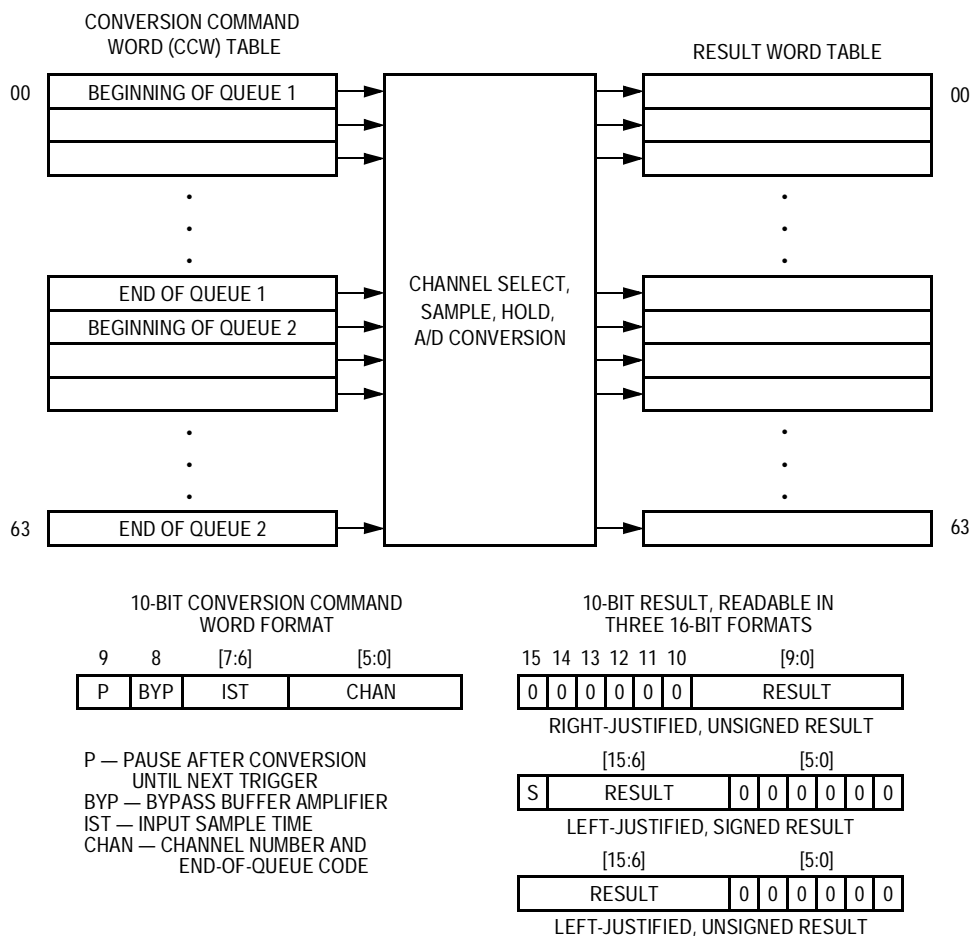 CONVERSION COMMAND
WORD (CCW) TABLE
RESULT WORD TABLE
00
BEGINNING OF QUEUE 1
00
END OF QUEUE 1
BEGINNING OF QUEUE 2
CHANNEL SELECT,
SAMPLE, HOLD,
A/D CONVERSION
63
END OF QUEUE 2
63
10-BIT CONVERSION COMMAND
WORD FORMAT
9 8 [7:6] [5:0]
P BYP IST CHAN
P — PAUSE AFTER CONVERSION
UNTIL NEXT TRIGGER
BYP — BYPASS BUFFER AMPLIFIER
IST — INPUT SAMPLE TIME
CHAN — CHANNEL NUMBER AND
END-OF-QUEUE CODE
10-BIT RESULT, READABLE IN
THREE 16-BIT FORMATS
15 14 13 12 11 10 [9:0]
0 0 0 0 0 0 RESULT
RIGHT-JUSTIFIED, UNSIGNED RESULT
[15:6] [5:0]
S RESULT 0 0 0 0 0 0
LEFT-JUSTIFIED, SIGNED RESULT
[15:6] [5:0]
RESULT 0 0 0 0 0 0
LEFT-JUSTIFIED, UNSIGNED RESULT